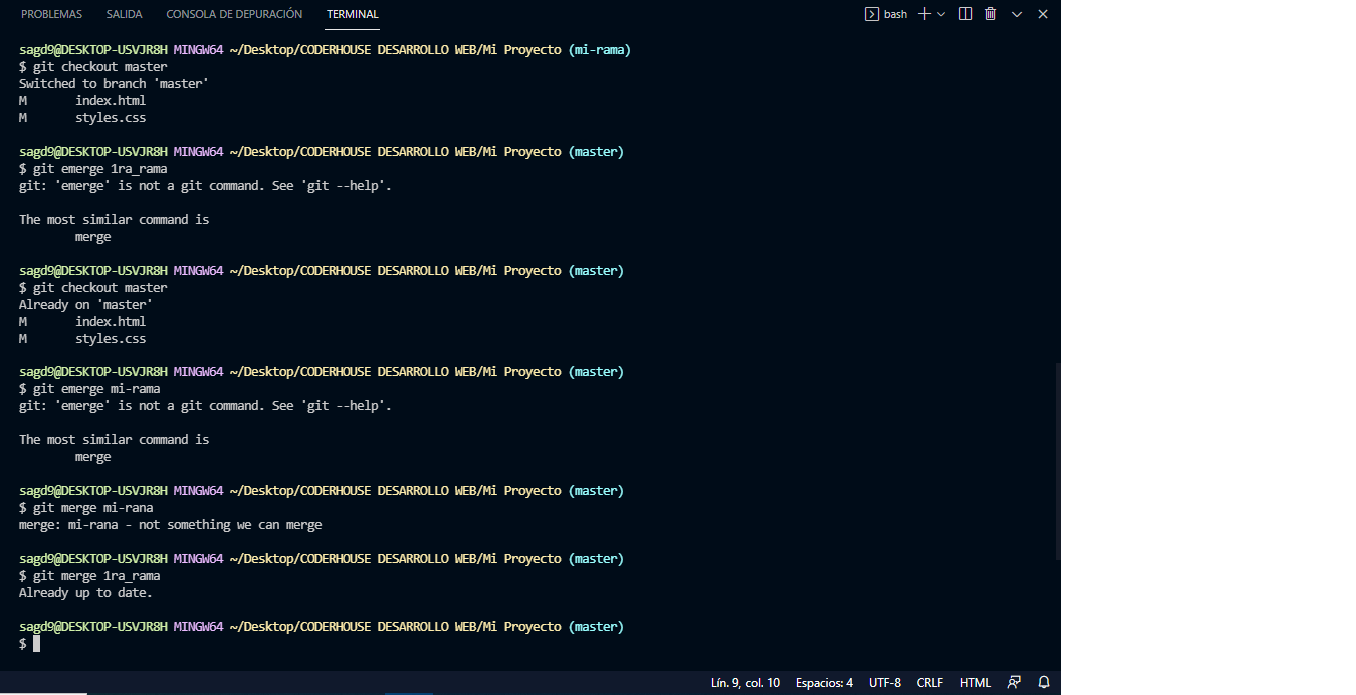 PROBLEMAS SALIDA CONSOLA DE DEPURACIÓN TERMINAL bash
sagd9@DESKTOP-USVJR8H MINGW64 ~/Desktop/CODERHOUSE DESARROLLO WEB/Mi Proyecto (mi-rama)
$ git checkout master
Switched to branch 'master'
M index.html
M styles.css
sagd9@DESKTOP-USVJR8H MINGW64 ~/Desktop/CODERHOUSE DESARROLLO WEB/Mi Proyecto (master)
$ git emerge 1ra_rama
git: 'emerge' is not a git command. See 'git --help'.
The most similar command is
merge
sagd9@DESKTOP-USVJR8H MINGW64 ~/Desktop/CODERHOUSE DESARROLLO WEB/Mi Proyecto (master)
$ git checkout master
Already on 'master'
M index.html
M styles.css
sagd9@DESKTOP-USVJR8H MINGW64 ~/Desktop/CODERHOUSE DESARROLLO WEB/Mi Proyecto (master)
$ git emerge mi-rama
git: 'emerge' is not a git command. See 'git --help'.
The most similar command is
merge
sagd9@DESKTOP-USVJR8H MINGW64 ~/Desktop/CODERHOUSE DESARROLLO WEB/Mi Proyecto (master)
$ git merge mi-rana
merge: mi-rana - not something we can merge
sagd9@DESKTOP-USVJR8H MINGW64 ~/Desktop/CODERHOUSE DESARROLLO WEB/Mi Proyecto (master)
$ git merge 1ra_rama
Already up to date.
sagd9@DESKTOP-USVJR8H MINGW64 ~/Desktop/CODERHOUSE DESARROLLO WEB/Mi Proyecto (master)
$
Lín. 9, col. 10 Espacios: 4 UTF-8 CRLF HTML